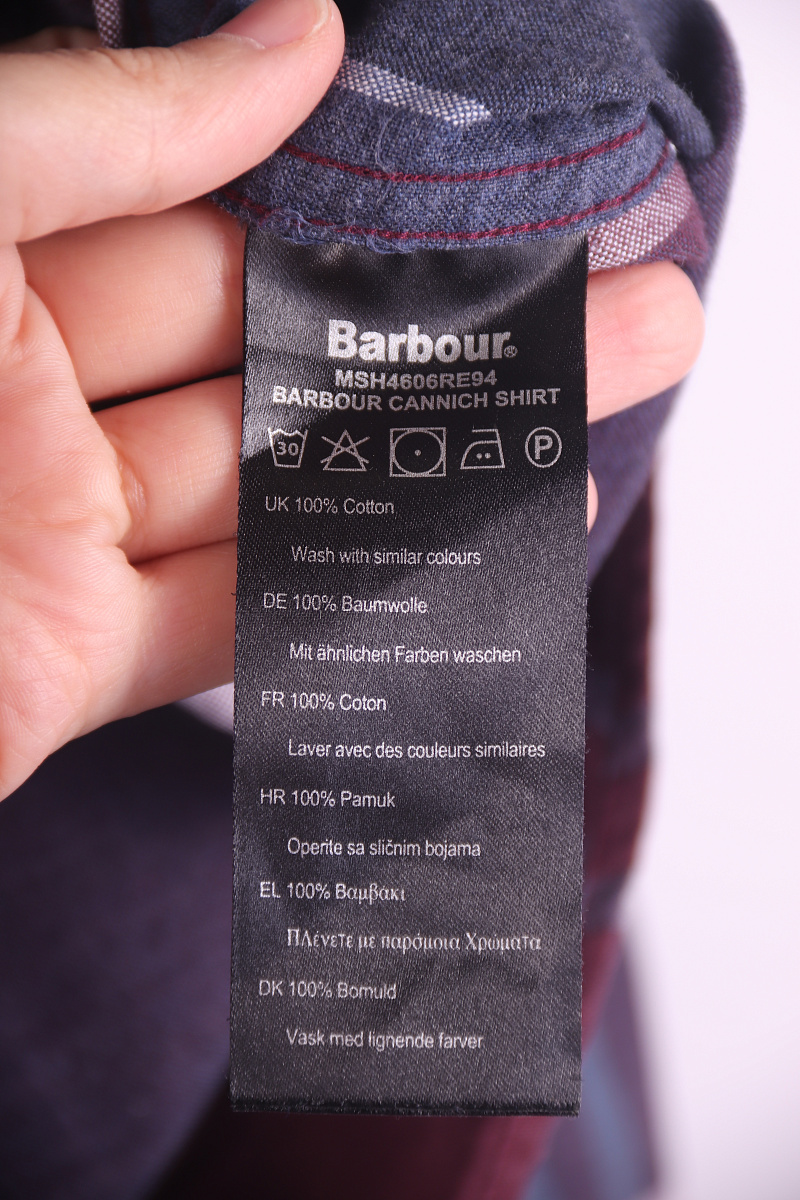 Barbour®
MSH4606RE94
BARBOUR CANNICH SHIRT
30 P
UK 100% Cotton
Wash with similar colours
DE 100% Baumwolle
Mit ähnlichen Farben waschen
FR 100% Coton
Laver avec des couleurs similaires
HR 100% Pamuk
Operite sa sličnim bojama
EL 100% Βαμβάκι
ΠΛένετε με παρόμοια Χρώματα
DK 100% Bomuld
Vask med lignende farver